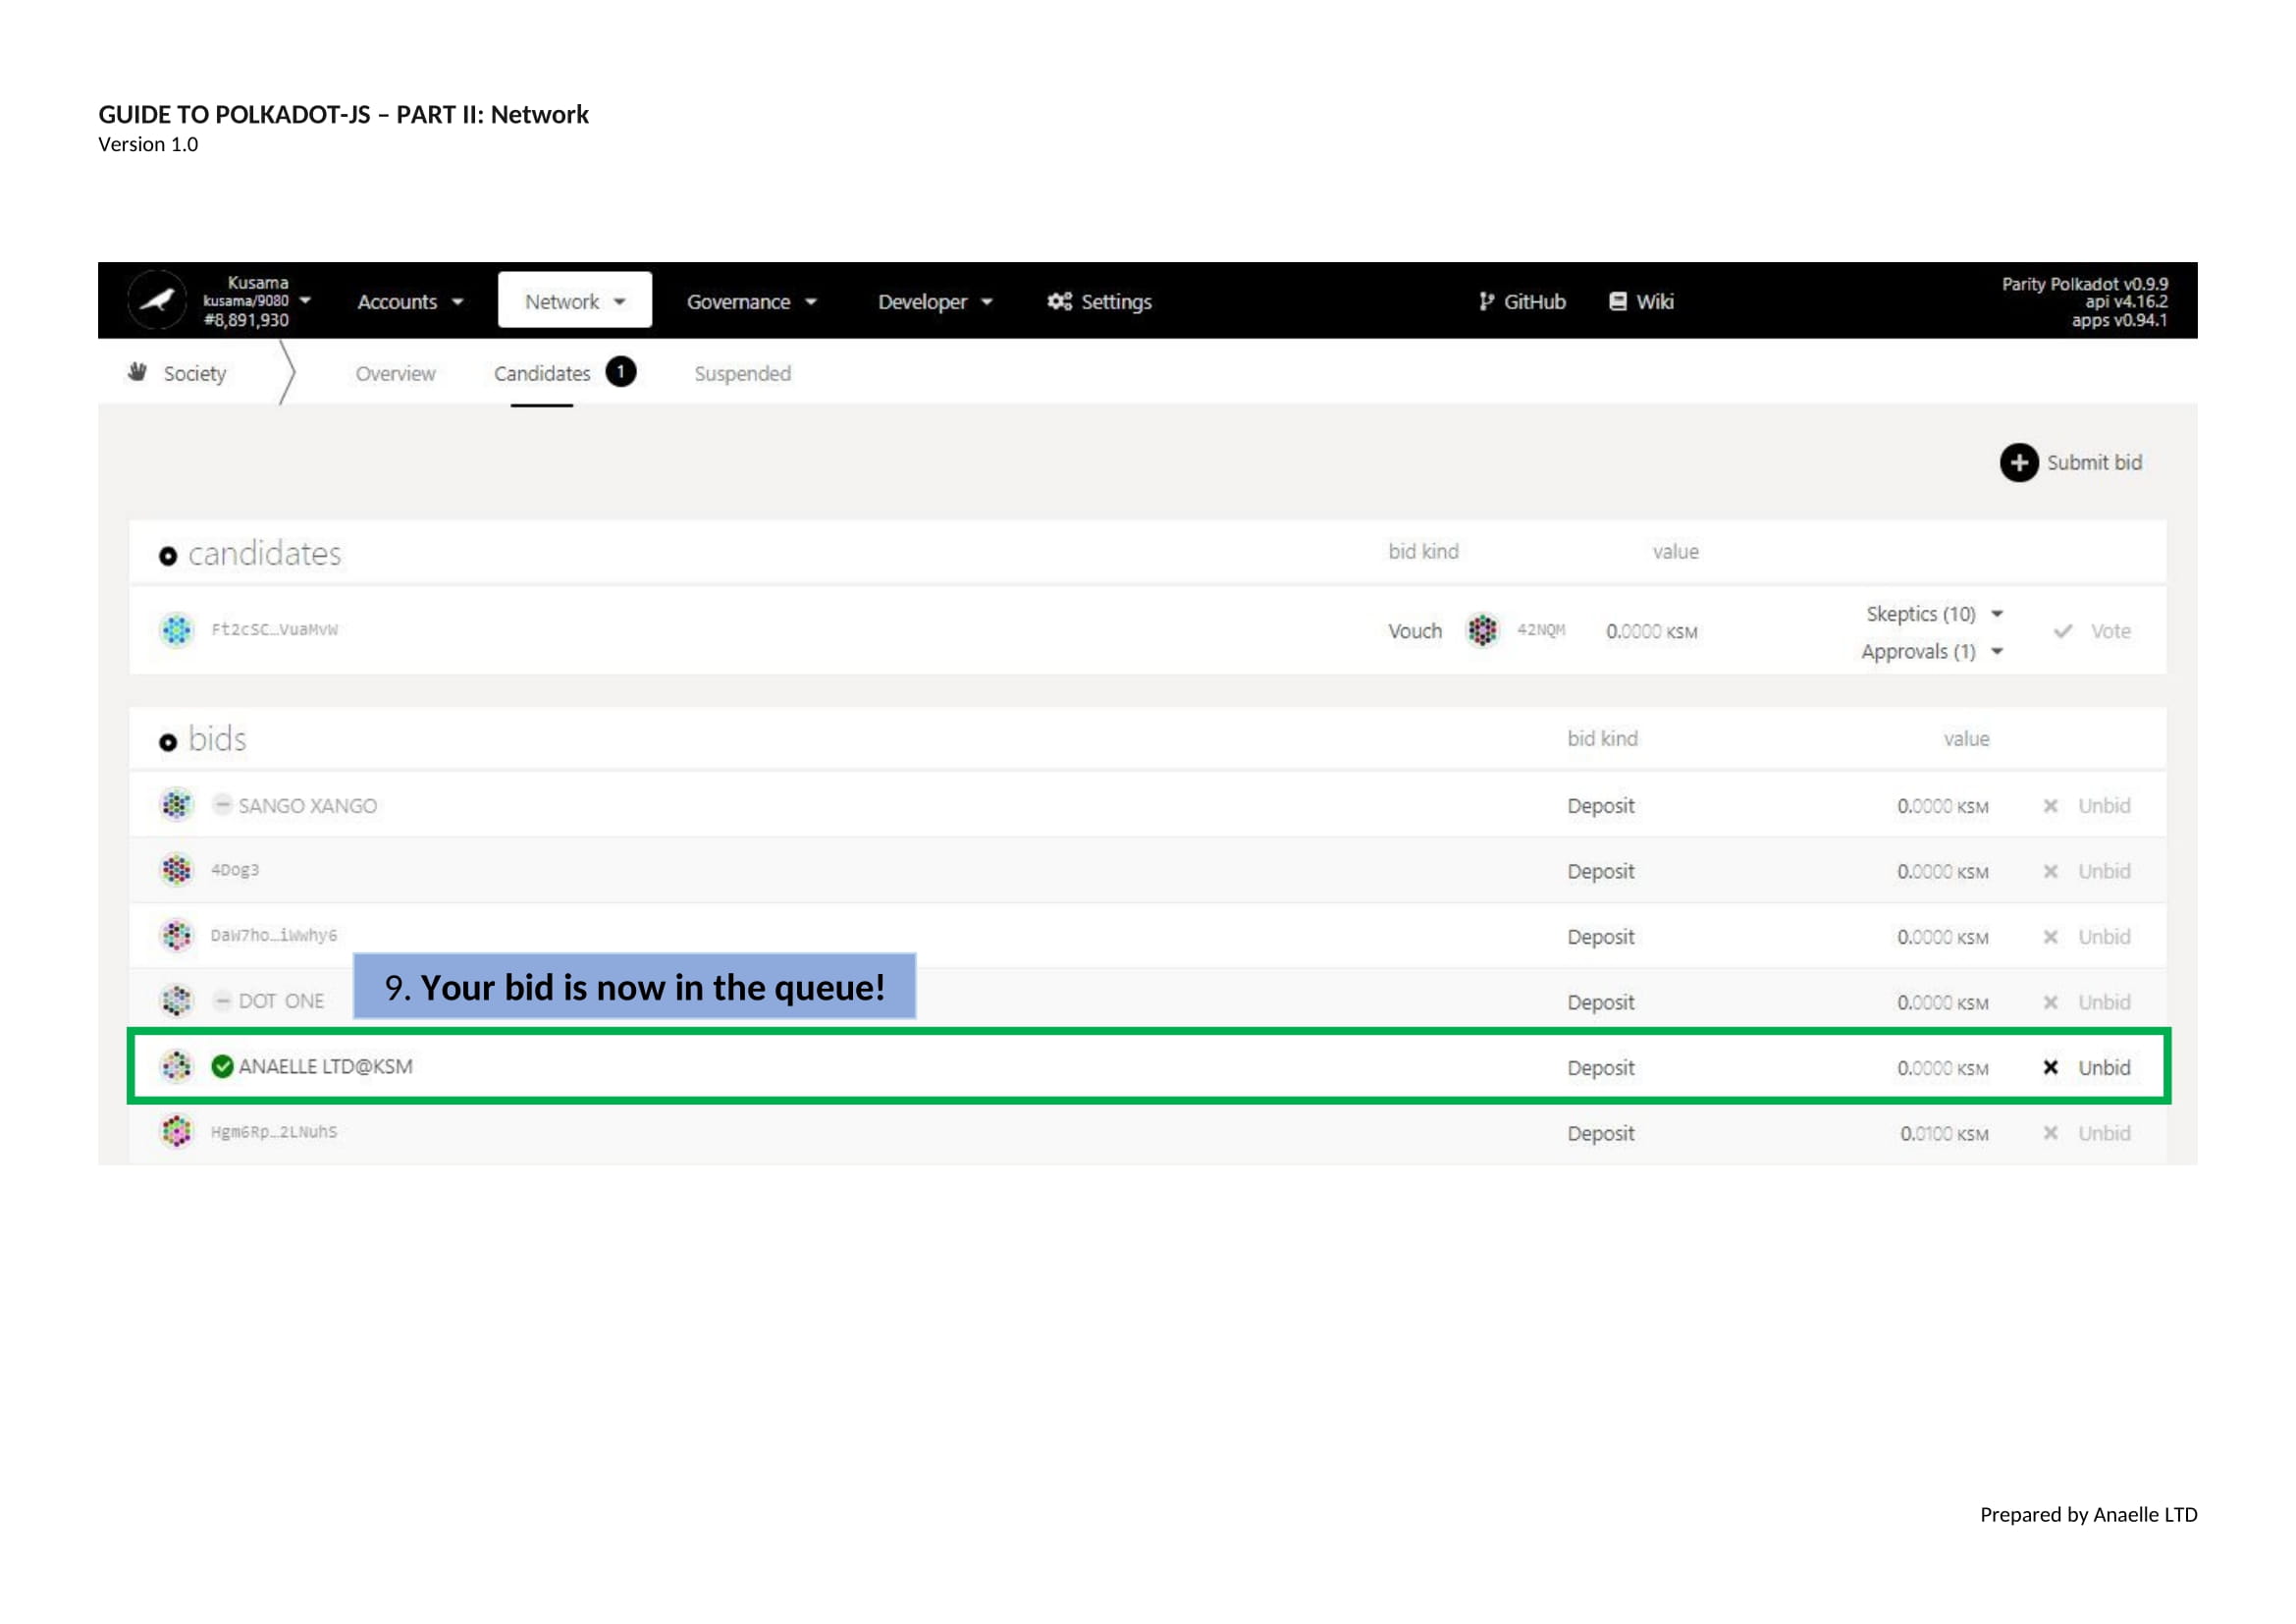 GUIDE TO POLKADOT-JS – PART II: Network
Version 1.0
Kusama
kusama/9080
#8,891,930
Accounts
Network
Governance
Developer
Settings
GitHub
Wiki
Parity Polkadot v0.9.9
api v4.16.2
apps v0.94.1
Society
Overview
Candidates 1
Suspended
Submit bid
candidates bid kind value
Ft2cSC…VuaMvW Vouch 42NQM 0.0000 KSM
Skeptics (10)
Approvals (1)
Vote
bids bid kind value
SANGO XANGO Deposit 0.0000 KSM Unbid
4Dog3 Deposit 0.0000 KSM Unbid
DaW7ho…iWwhy6 Deposit 0.0000 KSM Unbid
9. Your bid is now in the queue!
DOT ONE Deposit 0.0000 KSM Unbid
ANAELLE LTD@KSM Deposit 0.0000 KSM Unbid
Hgm6Rp…2LNuhS Deposit 0.0100 KSM Unbid
Prepared by Anaelle LTD